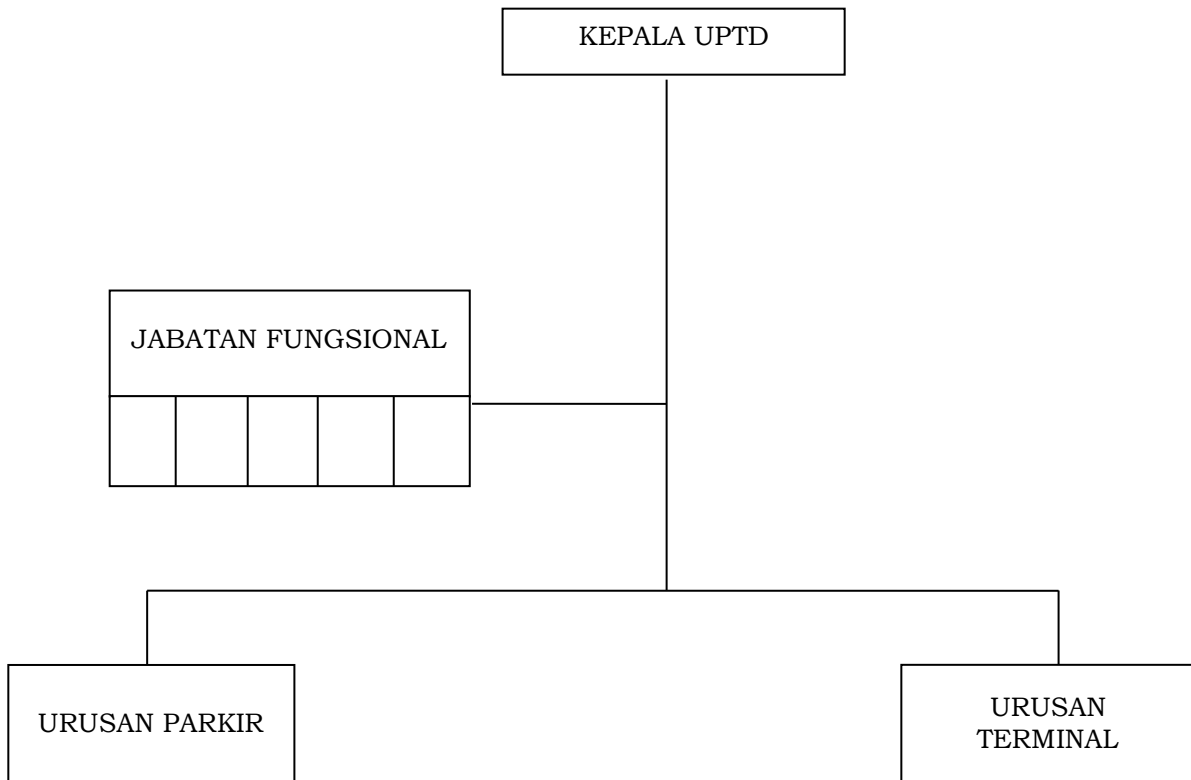 KEPALA UPTD
JABATAN FUNGSIONAL
URUSAN PARKIR
URUSAN
TERMINAL